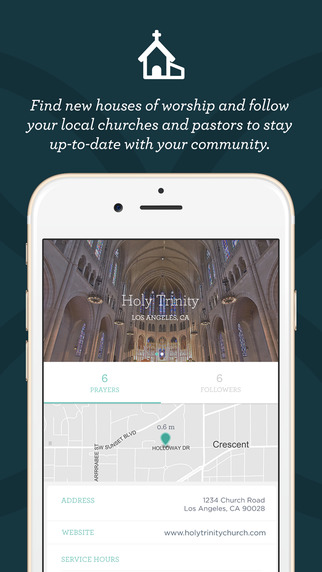 Find new houses of worship and follow
your local churches and pastors to stay
up-to-date with your community.
Holy Trinity
LOS ANGELES, CA
6
PRAYERS
6
FOLLOWERS
W SUNSET BLVD
0.6 m
HOLLOWAY DR
Crescent
ARRRRABEE ST
ADDRESS
1234 Church Road
Los Angeles, CA 90028
WEBSITE
www.holytrinitychurch.com
SERVICE HOURS